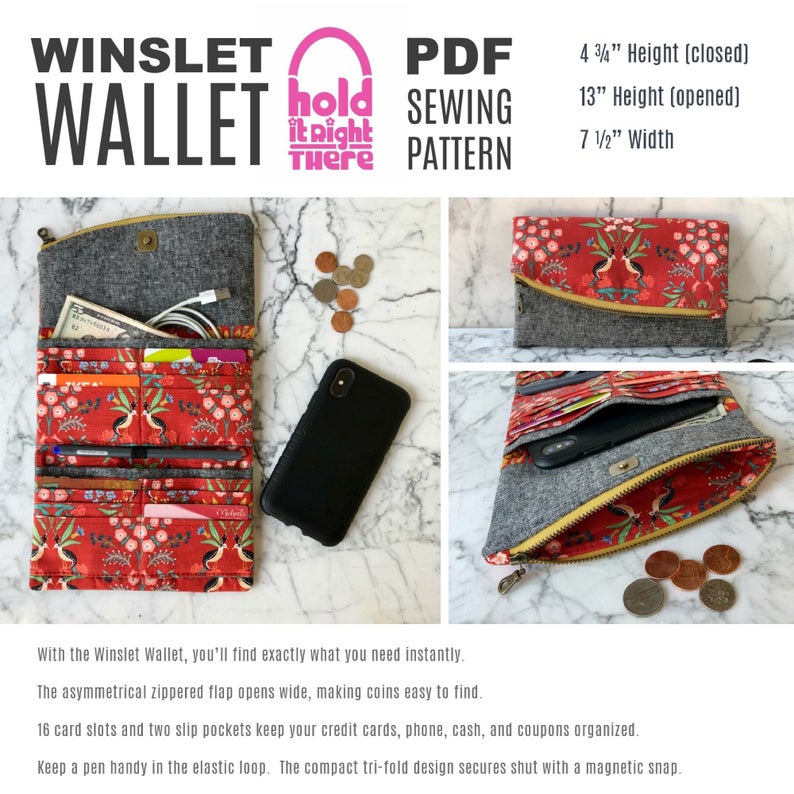 WINSLET
WALLET
hold
it Right
THERE
PDF
SEWING
PATTERN
4 ¾” Height (closed)
13” Height (opened)
7 ½” Width
IKEA
Michaels
With the Winslet Wallet, you’ll find exactly what you need instantly.
The asymmetrical zippered flap opens wide, making coins easy to find.
16 card slots and two slip pockets keep your credit cards, phone, cash, and coupons organized.
Keep a pen handy in the elastic loop.  The compact tri-fold design secures shut with a magnetic snap.